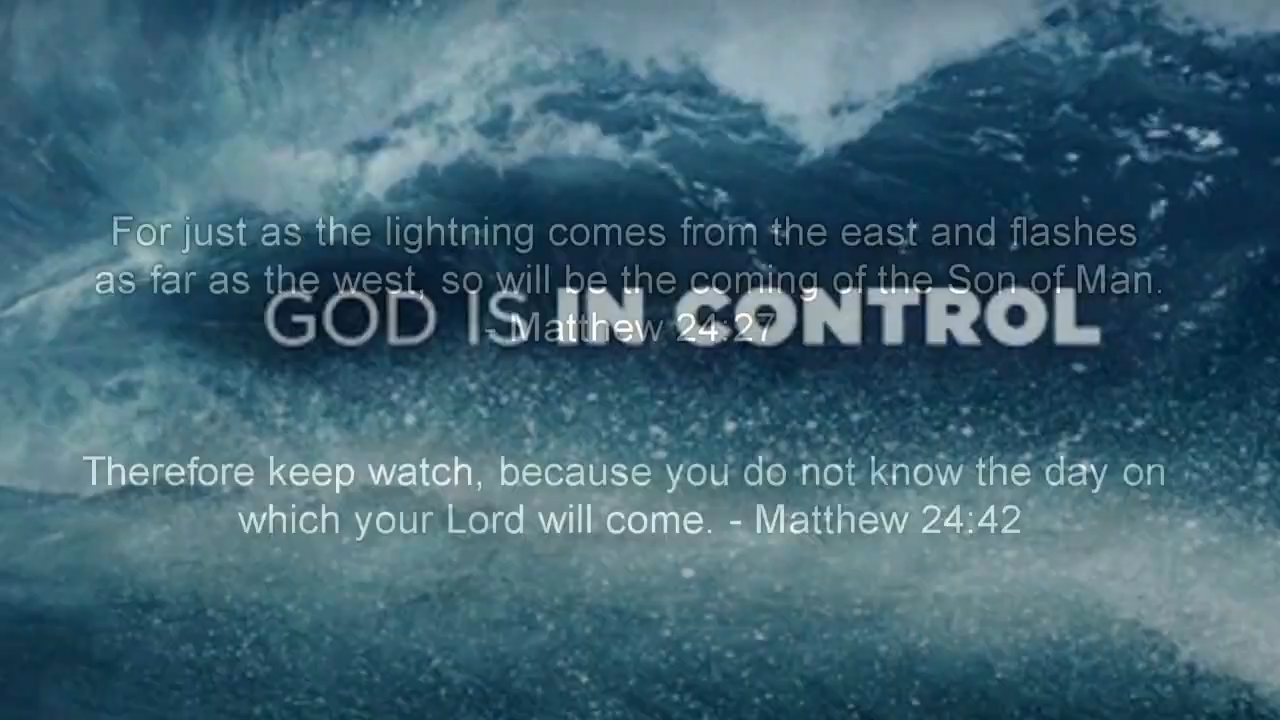 For just as the lightning comes from the east and flashes
as far as the west, so will be the coming of the Son of Man.
- Matthew 24:27
GOD IS IN CONTROL
Therefore keep watch, because you do not know the day on
which your Lord will come. - Matthew 24:42